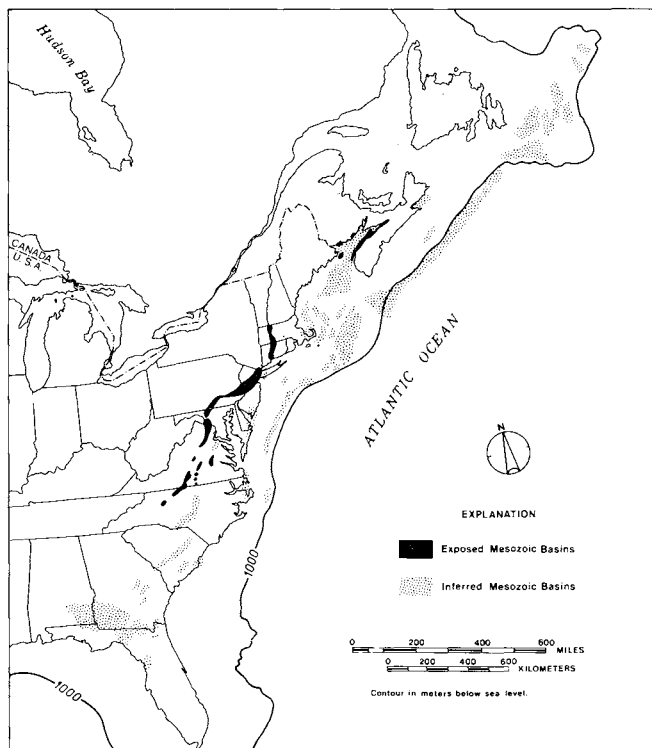 Hudson Bay
CANADA
U.S.A.
ATLANTIC OCEAN
N
EXPLANATION
Exposed Mesozoic Basins
Inferred Mesozoic Basins
1000
1000
0 200 400 600 MILES
0 200 400 600 KILOMETERS
Contour in meters below sea level.